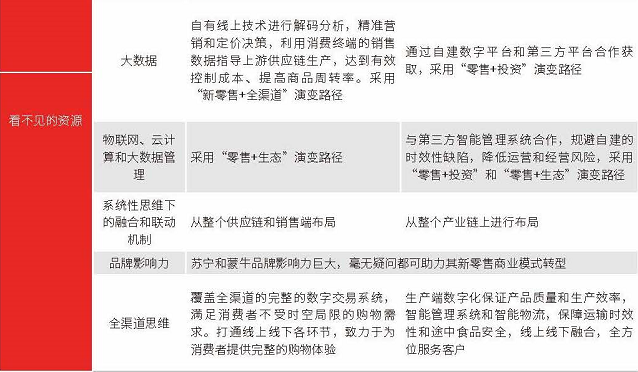 看不见的资源
大数据
自有线上技术进行解码分析，精准营
销和定价决策，利用消费终端的销售
数据指导上游供应链生产，达到有效
控制成本、提高商品周转率。采用
“新零售+全渠道”演变路径
通过自建数字平台和第三方平台合作获
取，采用“零售+投资”演变路径
物联网、云计
算和大数据管
理
采用“零售+生态”演变路径
与第三方智能管理系统合作，规避自建的
时效性缺陷，降低运营和经营风险，采用
“零售+投资”和“零售+生态”演变路径
系统性思维下
的融合和联动
机制
从整个供应链和销售端布局
从整个产业链上进行布局
品牌影响力
苏宁和蒙牛品牌影响力巨大，毫无疑问都可助力其新零售商业模式转型
全渠道思维
覆盖全渠道的完整的数字交易系统，
满足消费者不受时空局限的购物需
求。打通线上线下各环节，致力于为
消费者提供完整的购物体验
生产端数字化保证产品质量和生产效率，
智能管理系统和智能物流，保障运输时效
性和途中食品安全，线上线下融合，全方
位服务客户